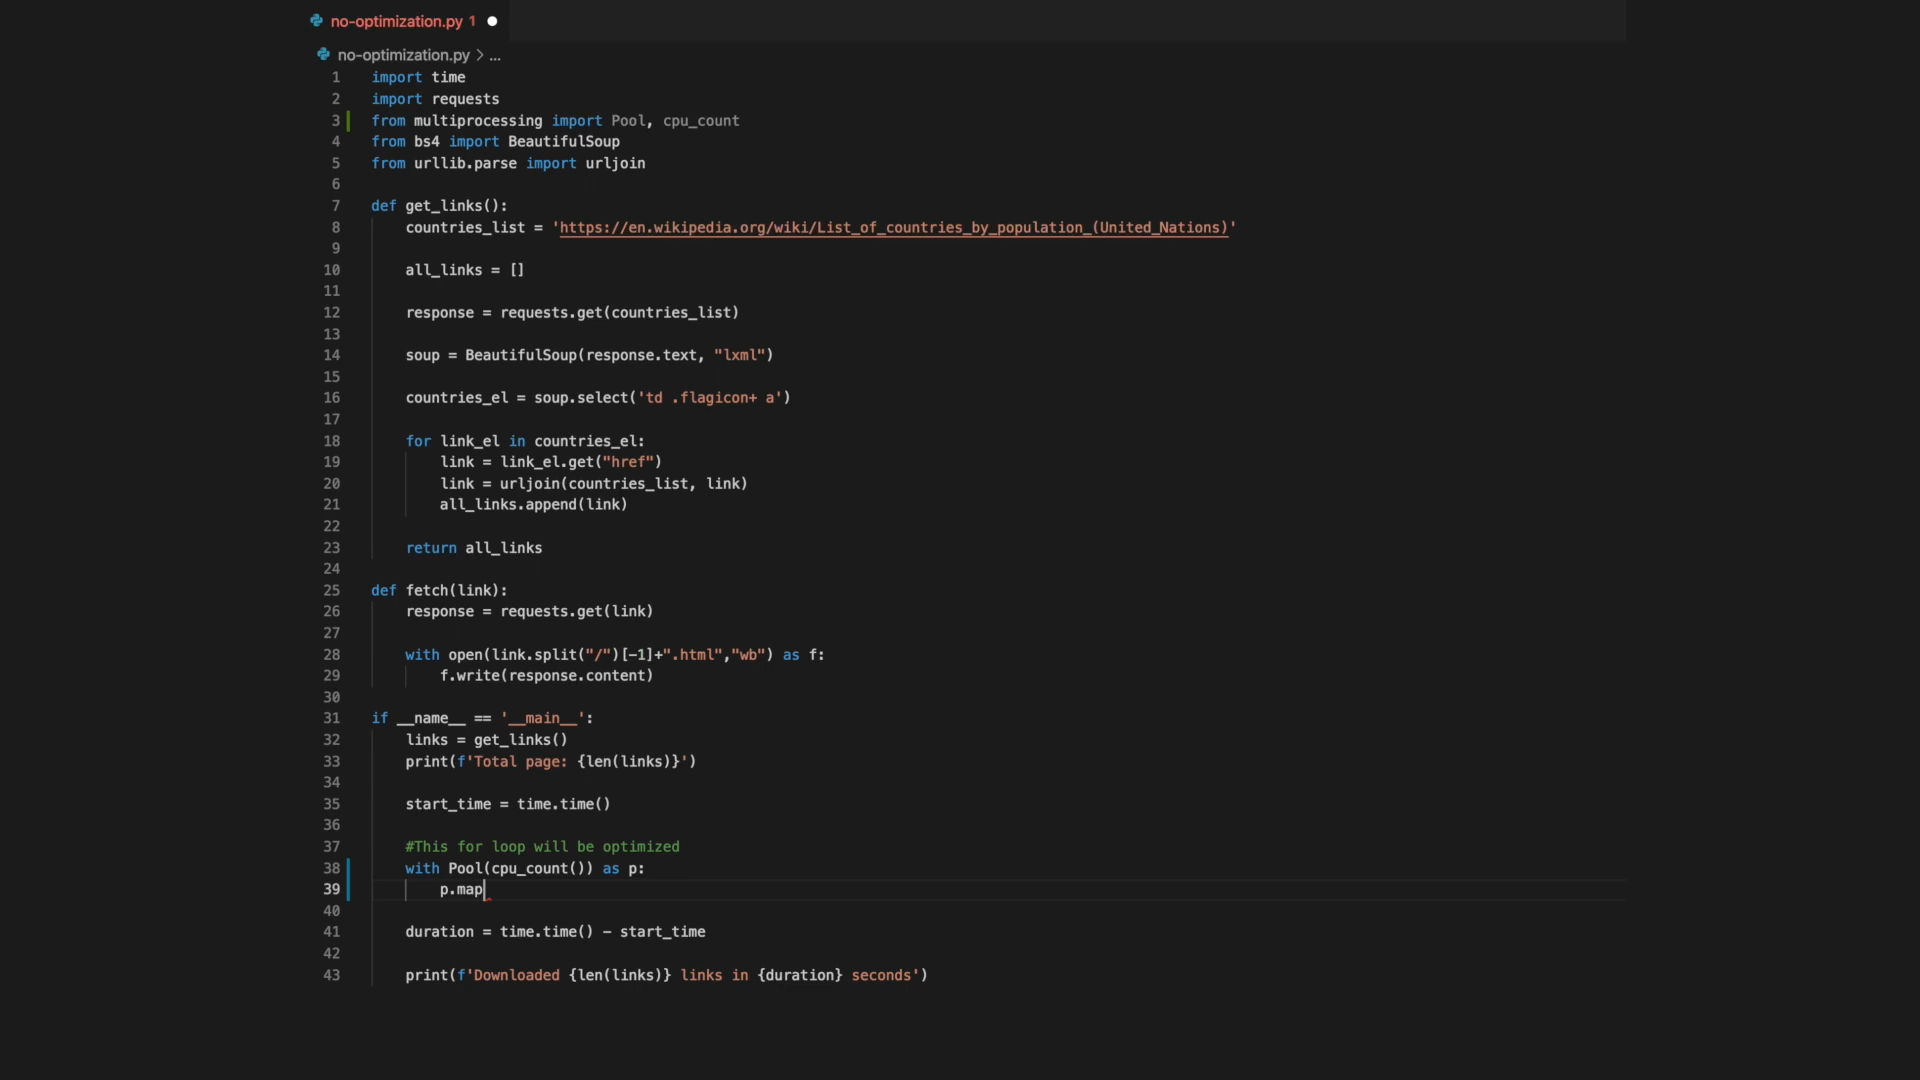 no-optimization.py 1
no-optimization.py > ...
1 import time
2 import requests
3 from multiprocessing import Pool, cpu_count
4 from bs4 import BeautifulSoup
5 from urllib.parse import urljoin
6
7 def get_links():
8 countries_list = 'https://en.wikipedia.org/wiki/List_of_countries_by_population_(United_Nations)'
9
10 all_links = []
11
12 response = requests.get(countries_list)
13
14 soup = BeautifulSoup(response.text, "lxml")
15
16 countries_el = soup.select('td .flagicon+ a')
17
18 for link_el in countries_el:
19 link = link_el.get("href")
20 link = urljoin(countries_list, link)
21 all_links.append(link)
22
23 return all_links
24
25 def fetch(link):
26 response = requests.get(link)
27
28 with open(link.split("/")[-1]+".html","wb") as f:
29 f.write(response.content)
30
31 if __name__ == '__main__':
32 links = get_links()
33 print(f'Total page: {len(links)}')
34
35 start_time = time.time()
36
37 #This for loop will be optimized
38 with Pool(cpu_count()) as p:
39 p.map
40
41 duration = time.time() - start_time
42
43 print(f'Downloaded {len(links)} links in {duration} seconds')